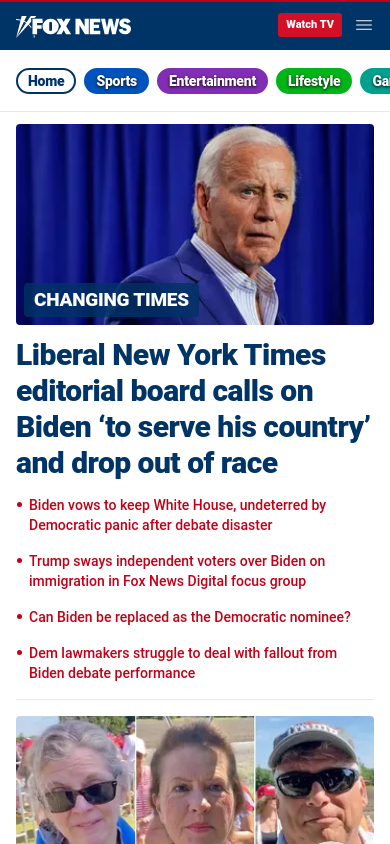 FOX NEWS
Watch TV
Home
Sports
Entertainment
Lifestyle
CHANGING TIMES
Liberal New York Times
editorial board calls on
Biden ‘to serve his country’
and drop out of race
Biden vows to keep White House, undeterred by
Democratic panic after debate disaster
Trump sways independent voters over Biden on
immigration in Fox News Digital focus group
Can Biden be replaced as the Democratic nominee?
Dem lawmakers struggle to deal with fallout from
Biden debate performance